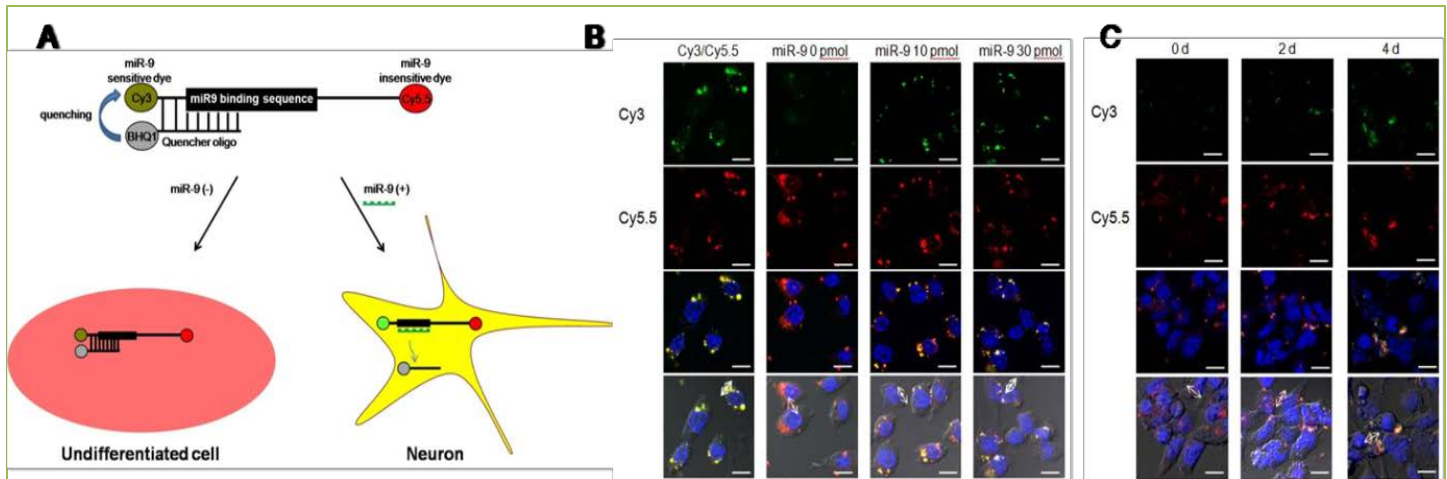 A
miR-9
sensitive dye
miR-9
insensitive dye
Cy3
miR9 binding sequence
Cy5.5
quenching
BHQ1
Quencher oligo
miR-9 (-)
miR-9 (+)
Undifferentiated cell
Neuron
B
Cy3/Cy5.5 miR-9 0 pmol miR-9 10 pmol miR-9 30 pmol
Cy3
Cy5.5
C
0 d 2 d 4 d
Cy3
Cy5.5